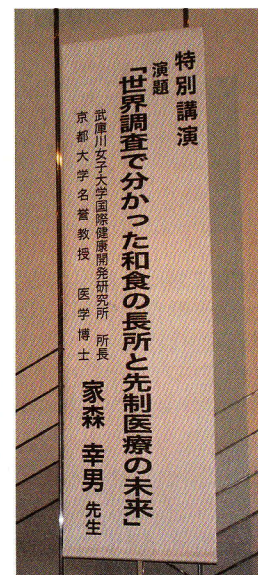 特別講演
演題
「世界調査で分かった和食の長所と先制医療の未来」
武庫川女子大学国際健康開発研究所 所長
京都大学名誉教授 医学博士
家森 幸男 先生